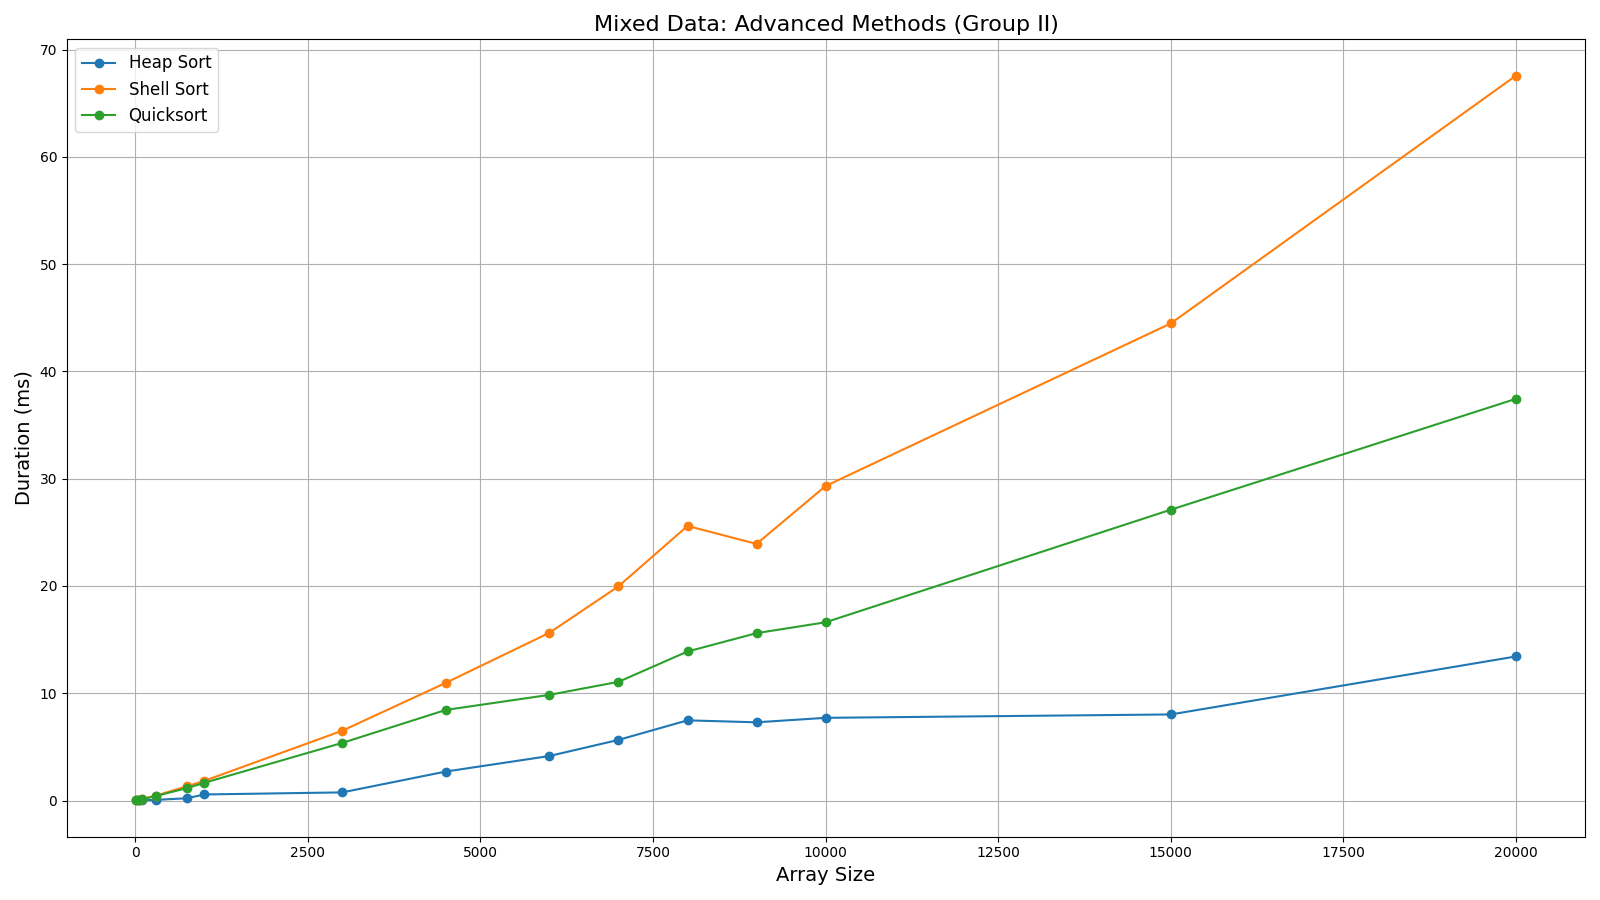 Mixed Data: Advanced Methods (Group II)
Heap Sort
Shell Sort
Quicksort
Duration (ms)
70
60
50
40
30
20
10
0
0 2500 5000 7500 10000 12500 15000 17500 20000
Array Size